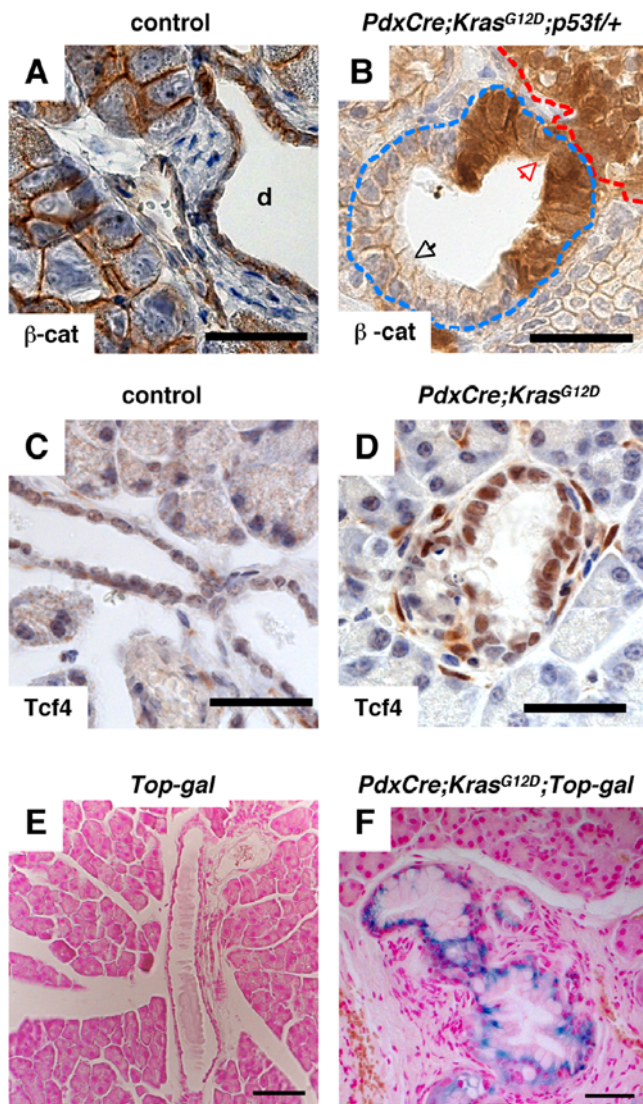 control
PdxCre;KrasG12D;p53f/+
A
B
d
β-cat
β -cat
control
PdxCre;KrasG12D
C
D
Tcf4
Tcf4
Top-gal
PdxCre;KrasG12D;Top-gal
E
F